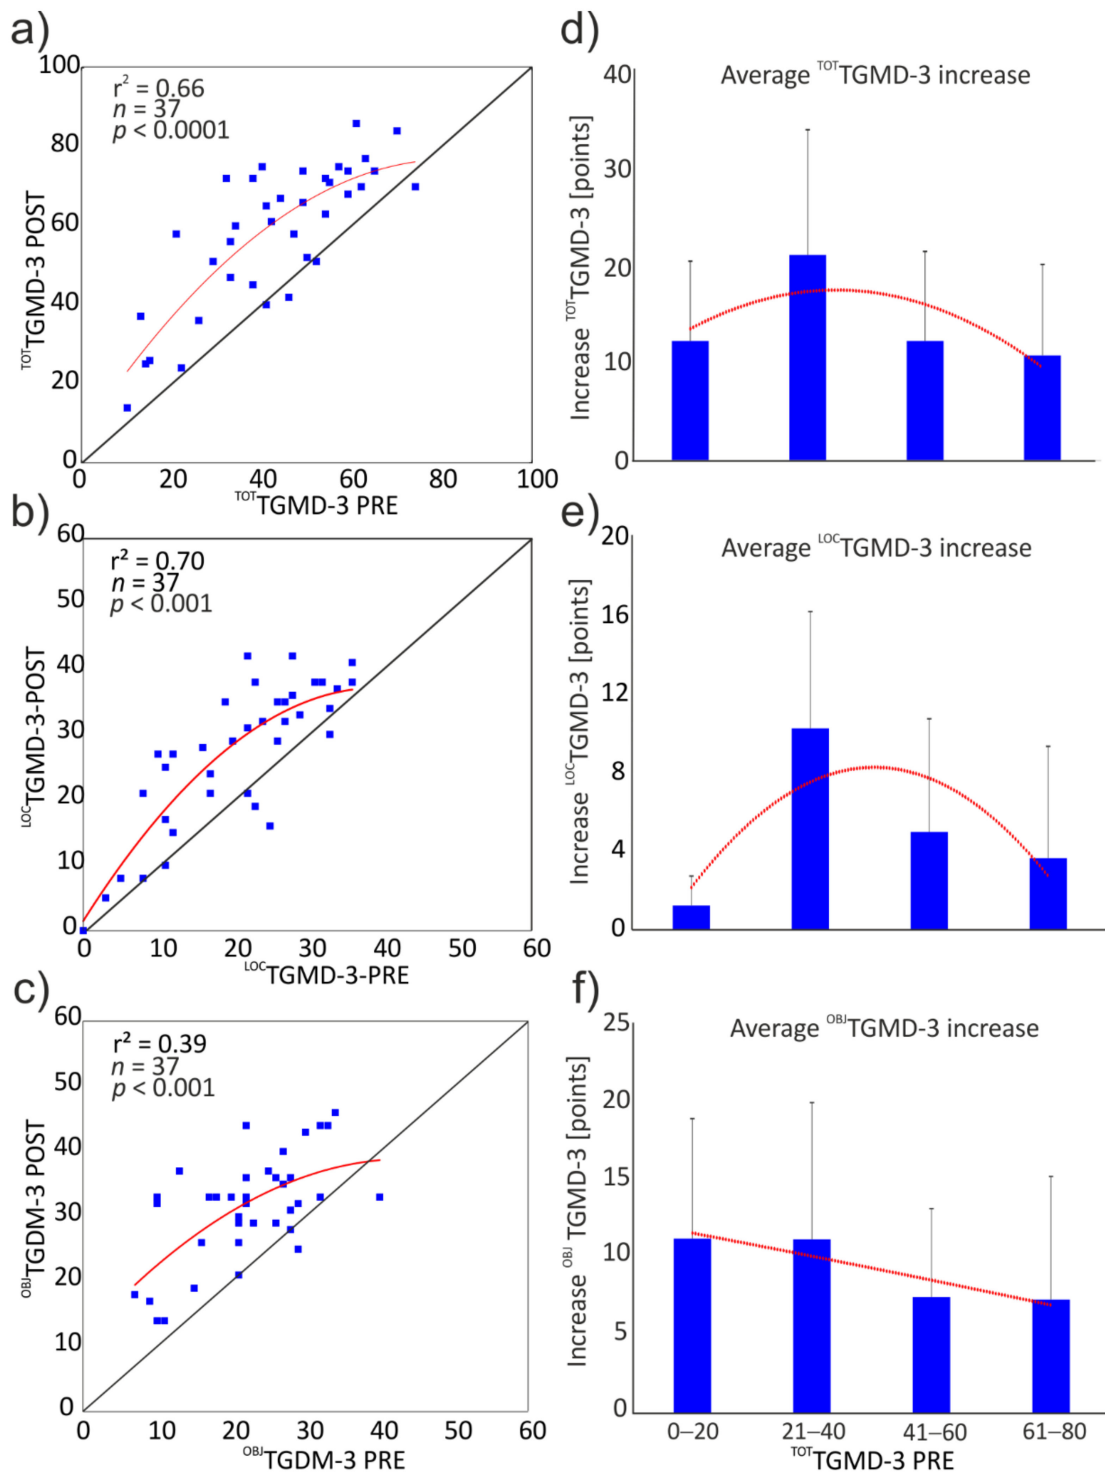 a)
100
80
60
40
20
0
r² = 0.66
n = 37
p < 0.0001
TOTTGMD-3 POST
20 40 60 80 100
TOTTGMD-3 PRE
b)
60
50
40
30
20
10
0
r² = 0.70
n = 37
p < 0.001
LOCTGMD-3-POST
0 10 20 30 40 50 60
LOCTGMD-3-PRE
c)
60
50
40
30
20
10
0
r² = 0.39
n = 37
p < 0.001
OBJTGDM-3 POST
0 10 20 30 40 50 60
OBJTGDM-3 PRE
d)
Average TOTTGMD-3 increase
40
30
20
10
0
Increase TOTTGMD-3 [points]
e)
Average LOCTGMD-3 increase
20
16
12
8
4
0
Increase LOCTGMD-3 [points]
f)
Average OBJTGMD-3 increase
25
20
15
10
5
0
Increase OBJ TGMD-3 [points]
0–20 21–40 41–60 61–80
TOTTGMD-3 PRE